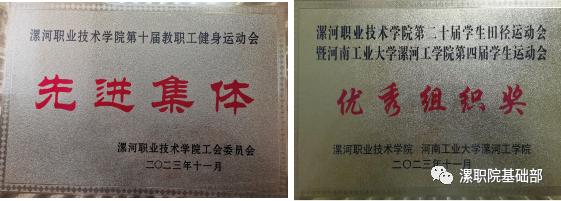 漯河职业技术学院第十届教职工健身运动会
先进集体
漯河职业技术学院工会委员会
二〇二三年十一月
漯河职业技术学院第二十届学生田径运动会
暨河南工业大学漯河工学院第四届学生运动会
优秀组织奖
漯河职业技术学院 河南工业大学漯河工学院
二〇二三年十一月
漯职院基础部